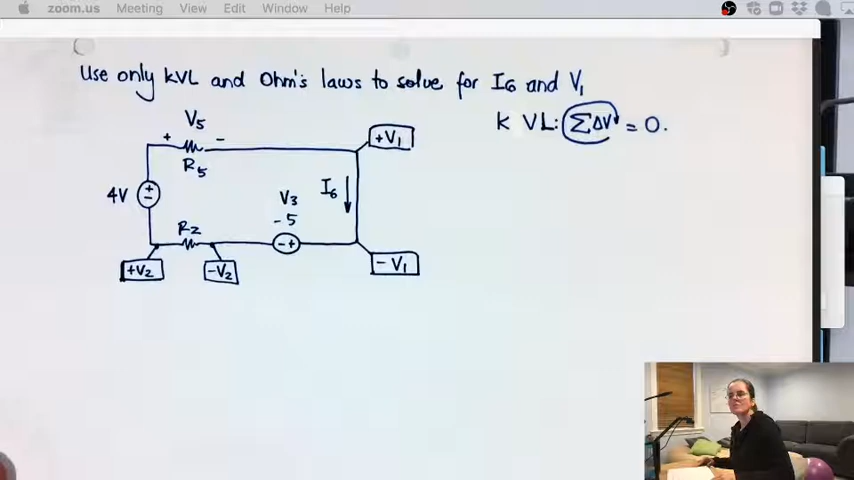 zoom.us Meeting View Edit Window Help
Use only KVL and Ohm's laws to solve for I6 and V1
K VL: ΣΔV = 0.
V5
+ -
+V1
R5
I6
4V
+
-
V3
-5
R2
- +
+V2
-V2
-V1